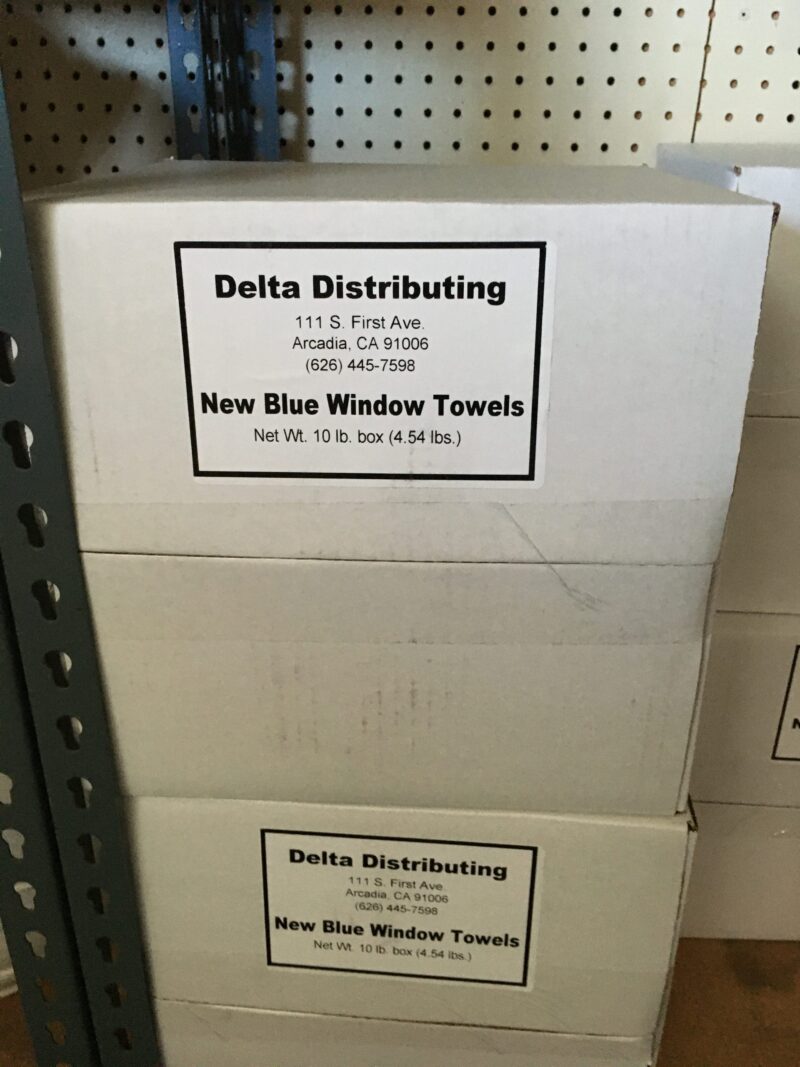 Delta Distributing
111 S. First Ave.
Arcadia, CA 91006
(626) 445-7598
New Blue Window Towels
Net Wt. 10 lb. box (4.54 lbs.)
Delta Distributing
111 S. First Ave.
Arcadia, CA 91006
(626) 445-7598
New Blue Window Towels
Net Wt. 10 lb. box (4.54 lbs.)